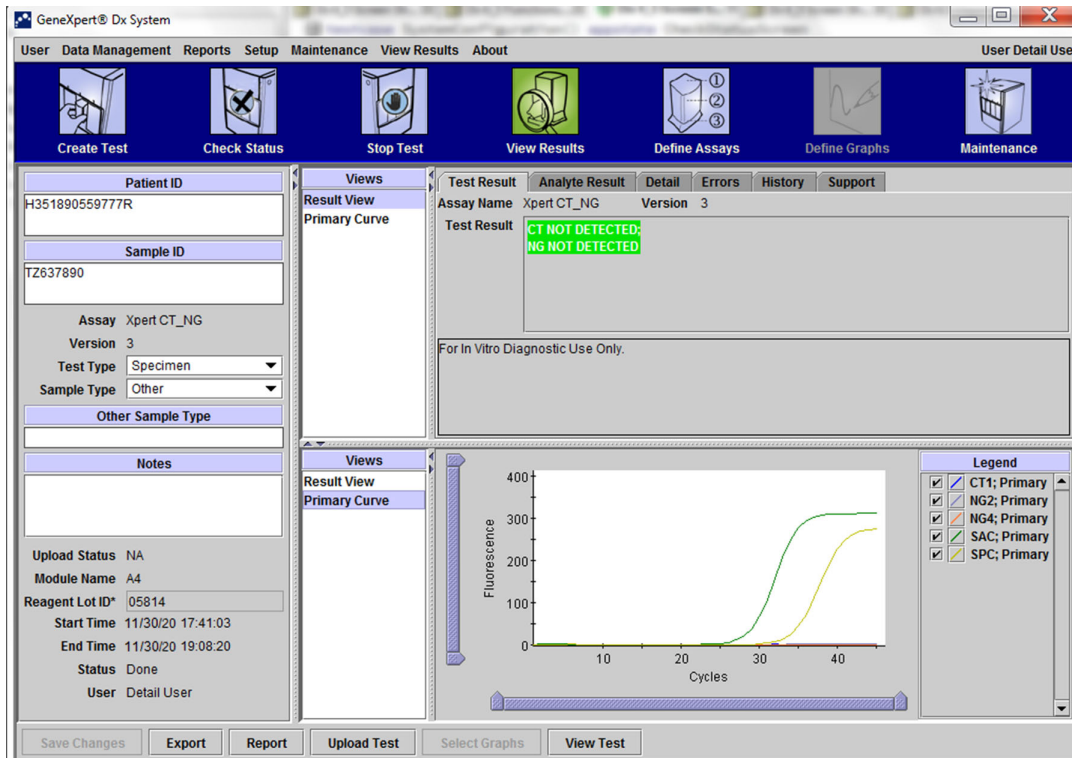 GeneXpert® Dx System
User Data Management Reports Setup Maintenance View Results About User Detail Use
Create Test Check Status Stop Test View Results Define Assays Define Graphs Maintenance
① ② ③
Patient ID
H351890559777R
Sample ID
TZ637890
Assay Xpert CT_NG
Version 3
Test Type Specimen
Sample Type Other
Other Sample Type
Notes
Upload Status NA
Module Name A4
Reagent Lot ID* 05814
Start Time 11/30/20 17:41:03
End Time 11/30/20 19:08:20
Status Done
User Detail User
Views
Result View
Primary Curve
Test Result Analyte Result Detail Errors History Support
Assay Name Xpert CT_NG Version 3
Test Result CT NOT DETECTED;
NG NOT DETECTED
For In Vitro Diagnostic Use Only.
Views
Result View
Primary Curve
Fluorescence
400
300
200
100
0
10 20 30 40
Cycles
Legend
CT1; Primary
NG2; Primary
NG4; Primary
SAC; Primary
SPC; Primary
Save Changes Export Report Upload Test Select Graphs View Test